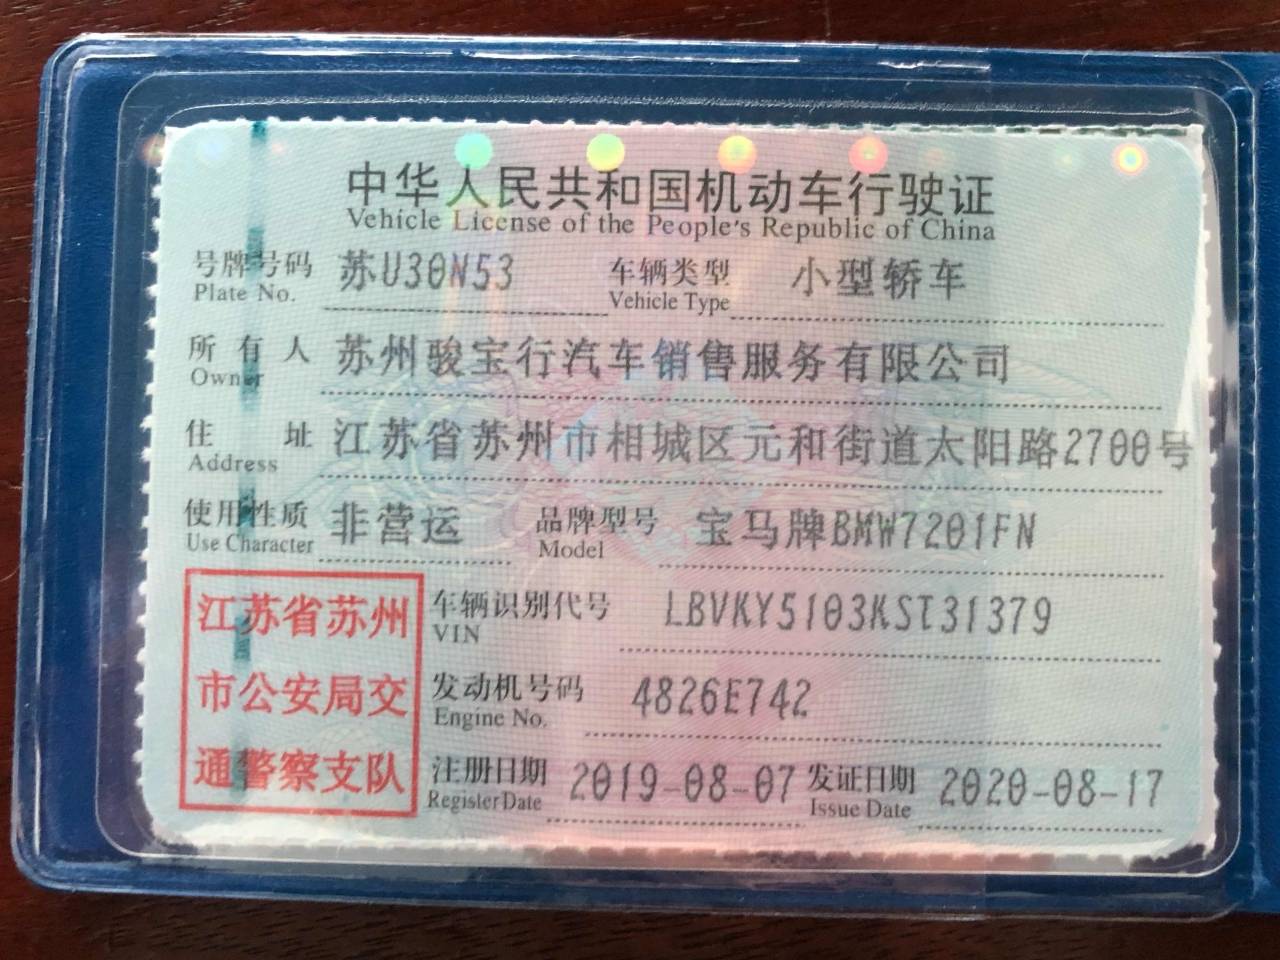 中华人民共和国机动车行驶证
Vehicle License of the People's Republic of China
号牌号码 苏U30N53 车辆类型 小型轿车
Plate No. Vehicle Type
所有人 苏州骏宝行汽车销售服务有限公司
Owner
住址 江苏省苏州市相城区元和街道太阳路2700号
Address
使用性质 非营运 品牌型号 宝马牌BMW7201FN
Use Character Model
江苏省苏州
市公安局交
通警察支队
车辆识别代号 LBVKY5103KST31379
VIN
发动机号码 4826E742
Engine No.
注册日期 2019-08-07 发证日期 2020-08-17
Register Date Issue Date